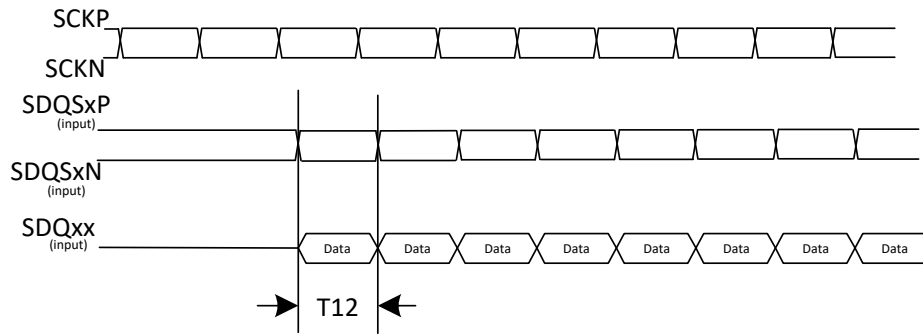 SCKP
SCKN
SDQSxP
(input)
SDQSxN
(input)
SDQxx
(input)
Data Data Data Data Data Data Data Data
T12